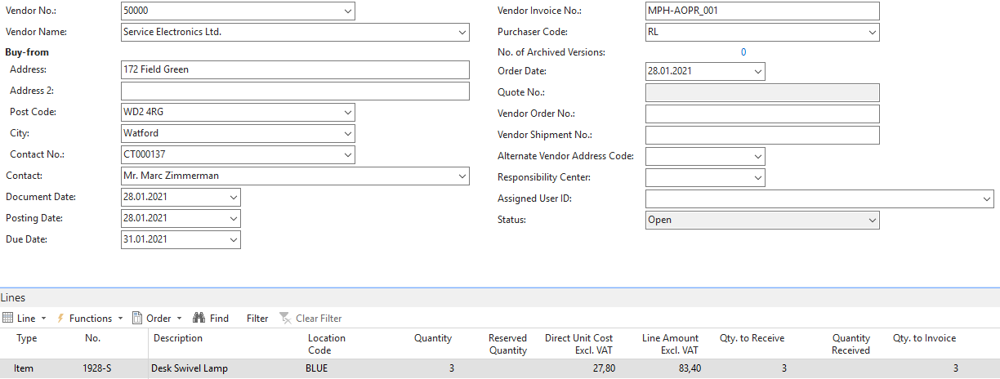 Vendor No.: 50000
Vendor Name: Service Electronics Ltd.
Buy-from
Address: 172 Field Green
Address 2:
Post Code: WD2 4RG
City: Watford
Contact No.: CT000137
Contact: Mr. Marc Zimmerman
Document Date: 28.01.2021
Posting Date: 28.01.2021
Due Date: 31.01.2021
Vendor Invoice No.: MPH-AOPR_001
Purchaser Code: RL
No. of Archived Versions: 0
Order Date: 28.01.2021
Quote No.:
Vendor Order No.:
Vendor Shipment No.:
Alternate Vendor Address Code:
Responsibility Center:
Assigned User ID:
Status: Open
Lines
Line Functions Order Find Filter Clear Filter
Type No. Description Location Code Quantity Reserved Quantity Direct Unit Cost Excl. VAT Line Amount Excl. VAT Qty. to Receive Quantity Received Qty. to Invoice
Item 1928-S Desk Swivel Lamp BLUE 3 27,80 83,40 3 3